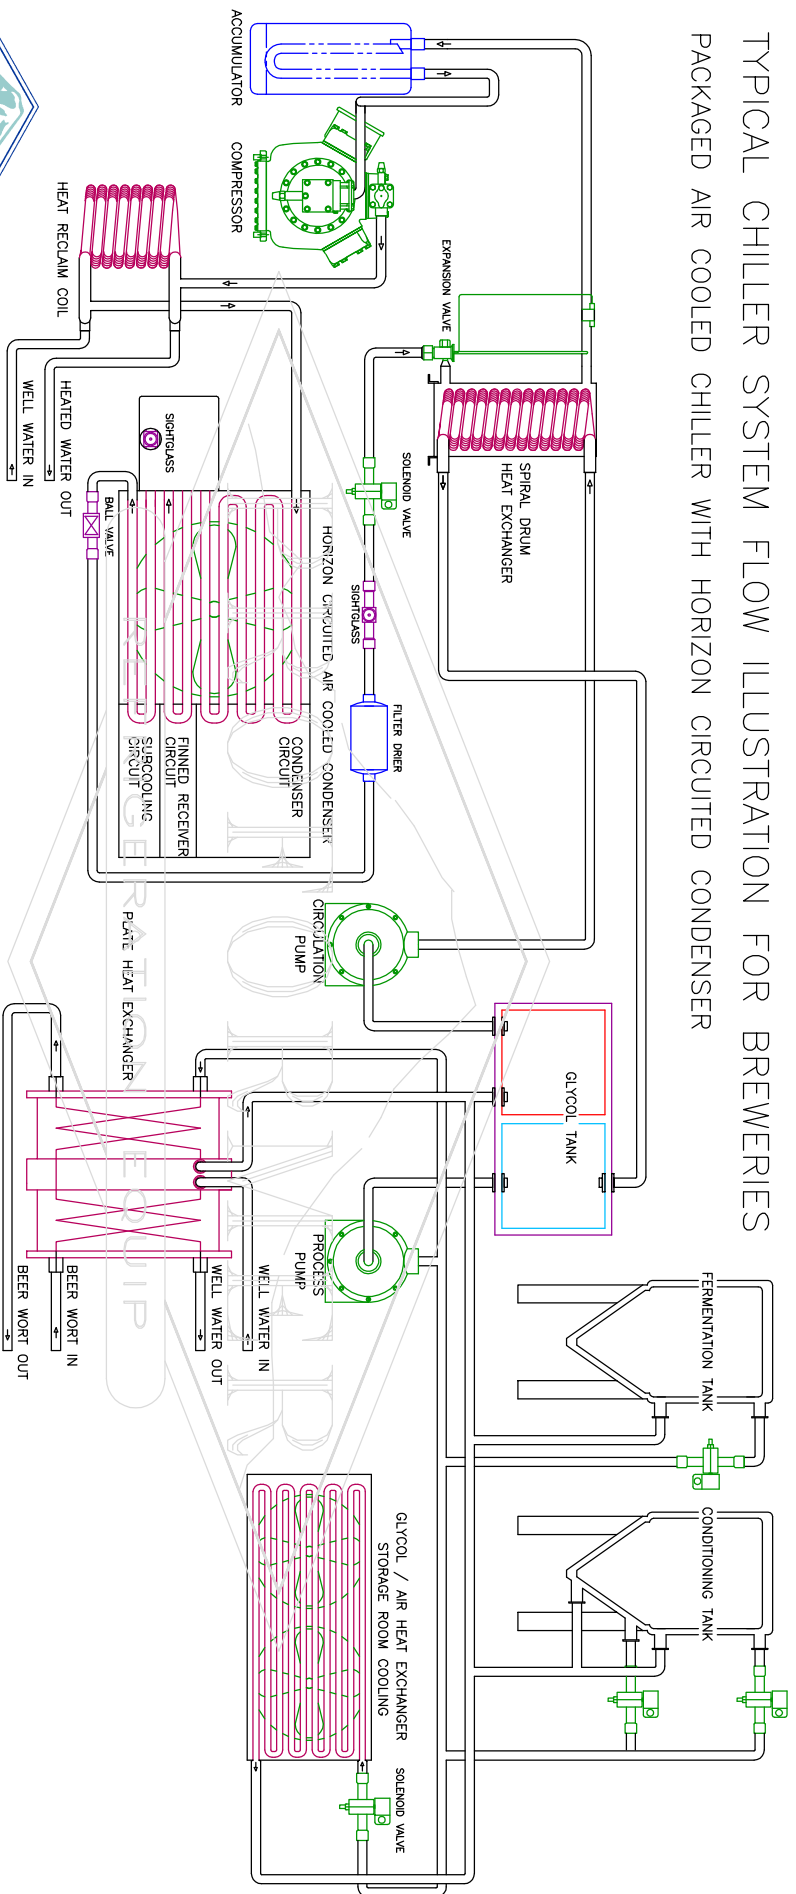 TYPICAL CHILLER SYSTEM FLOW ILLUSTRATION FOR BREWERIES
PACKAGED AIR COOLED CHILLER WITH HORIZON CIRCUITED CONDENSER
ACCUMULATOR
COMPRESSOR
HEAT RECLAIM COIL
HEATED WATER OUT
WELL WATER IN
EXPANSION VALVE
SPIRAL DRUM
HEAT EXCHANGER
SOLENOID VALVE
SIGHTGLASS
FILTER DRIER
SIGHTGLASS
BALL VALVE
HORIZON CIRCUITED AIR COOLED CONDENSER
CONDENSER
CIRCUIT
FINNED RECEIVER
CIRCUIT
SUBCOOLING
CIRCUIT
CIRCULATION
PUMP
GLYCOL TANK
PROCESS
PUMP
PLATE HEAT EXCHANGER
WELL WATER IN
WELL WATER OUT
BEER WORT IN
BEER WORT OUT
FERMENTATION TANK
CONDITIONING TANK
GLYCOL / AIR HEAT EXCHANGER
STORAGE ROOM COOLING
SOLENOID VALVE
REFRIGERATION EQUIP